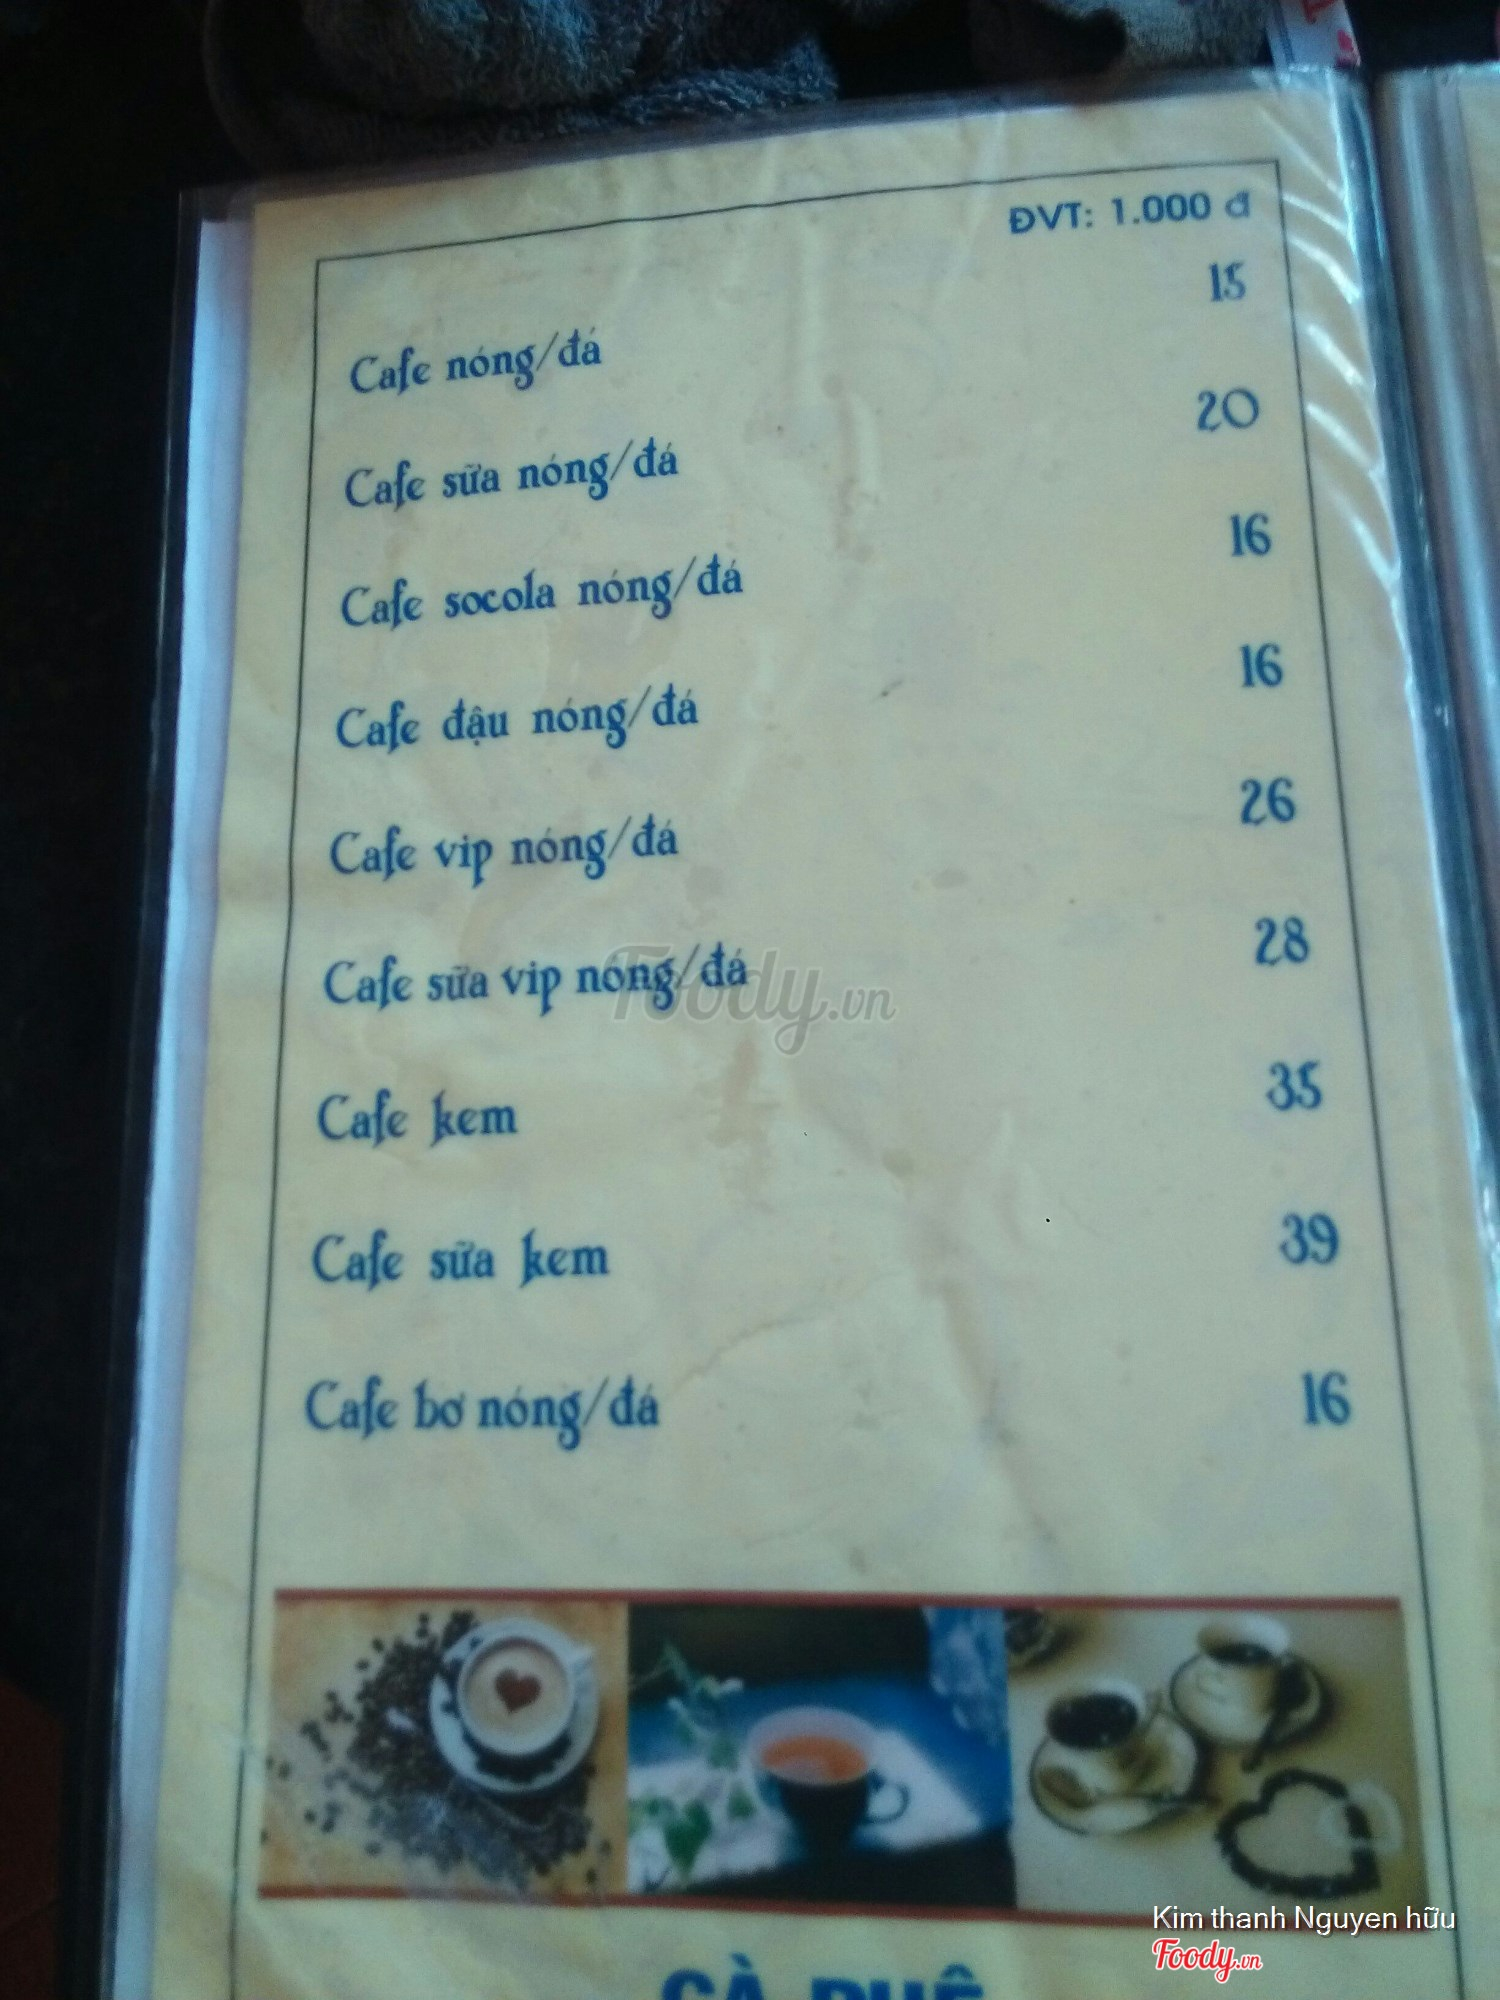 ĐVT: 1.000 đ
Cafe nóng/đá 15
Cafe sữa nóng/đá 20
Cafe socola nóng/đá 16
Cafe đậu nóng/đá 16
Cafe vip nóng/đá 26
Cafe sữa vip nóng/đá 28
Foody.vn
Cafe kem 35
Cafe sữa kem 39
Cafe bơ nóng/đá 16
Kim thanh Nguyen hữu
Foody.vn
CÀ PHÊ